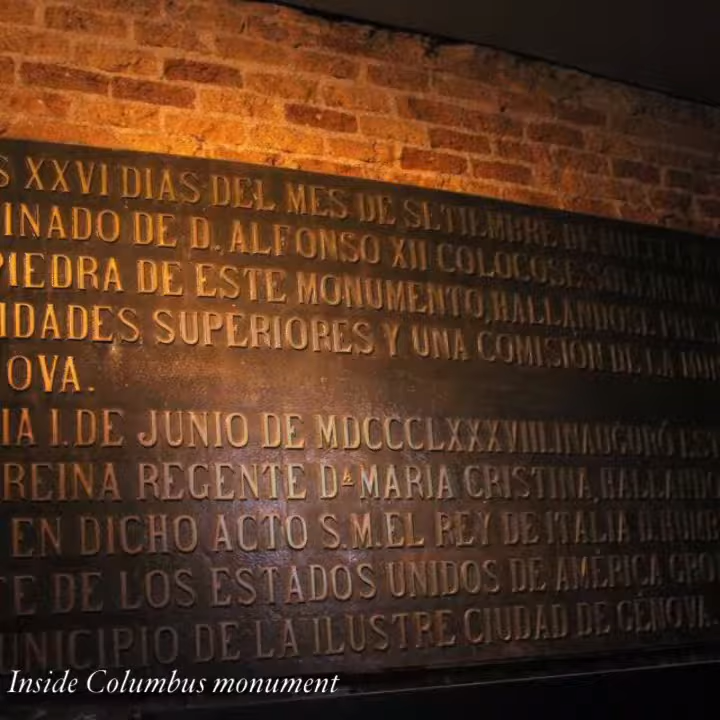 S XXVI DIAS DEL MES DE SETIEMBRE DE
INADO DE D. ALFONSO XII COLOCOSE
PIEDRA DE ESTE MONUMENTO, HALLANDOSE
IDADES SUPERIORES Y UNA COMISION DE LA
OVA.
IA I. DE JUNIO DE MDCCCLXXXVIII INAUGURÓ
REINA REGENTE Dª MARIA CRISTINA, HALLANDO
EN DICHO ACTO S.M. EL REY DE ITALIA
TE DE LOS ESTADOS UNIDOS DE AMÉRICA
UNICIPIO DE LA ILUSTRE CIUDAD DE GENOVA.
Inside Columbus monument